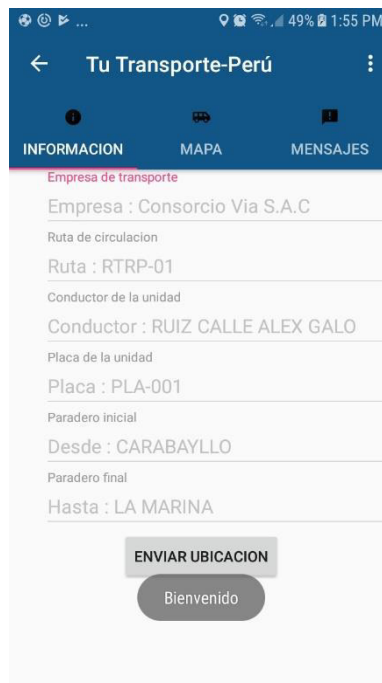 ... 49% 1:55 PM
Tu Transporte-Perú
INFORMACION MAPA MENSAJES
Empresa de transporte
Empresa : Consorcio Via S.A.C
Ruta de circulacion
Ruta : RTRP-01
Conductor de la unidad
Conductor : RUIZ CALLE ALEX GALO
Placa de la unidad
Placa : PLA-001
Paradero inicial
Desde : CARABAYLLO
Paradero final
Hasta : LA MARINA
ENVIAR UBICACION
Bienvenido